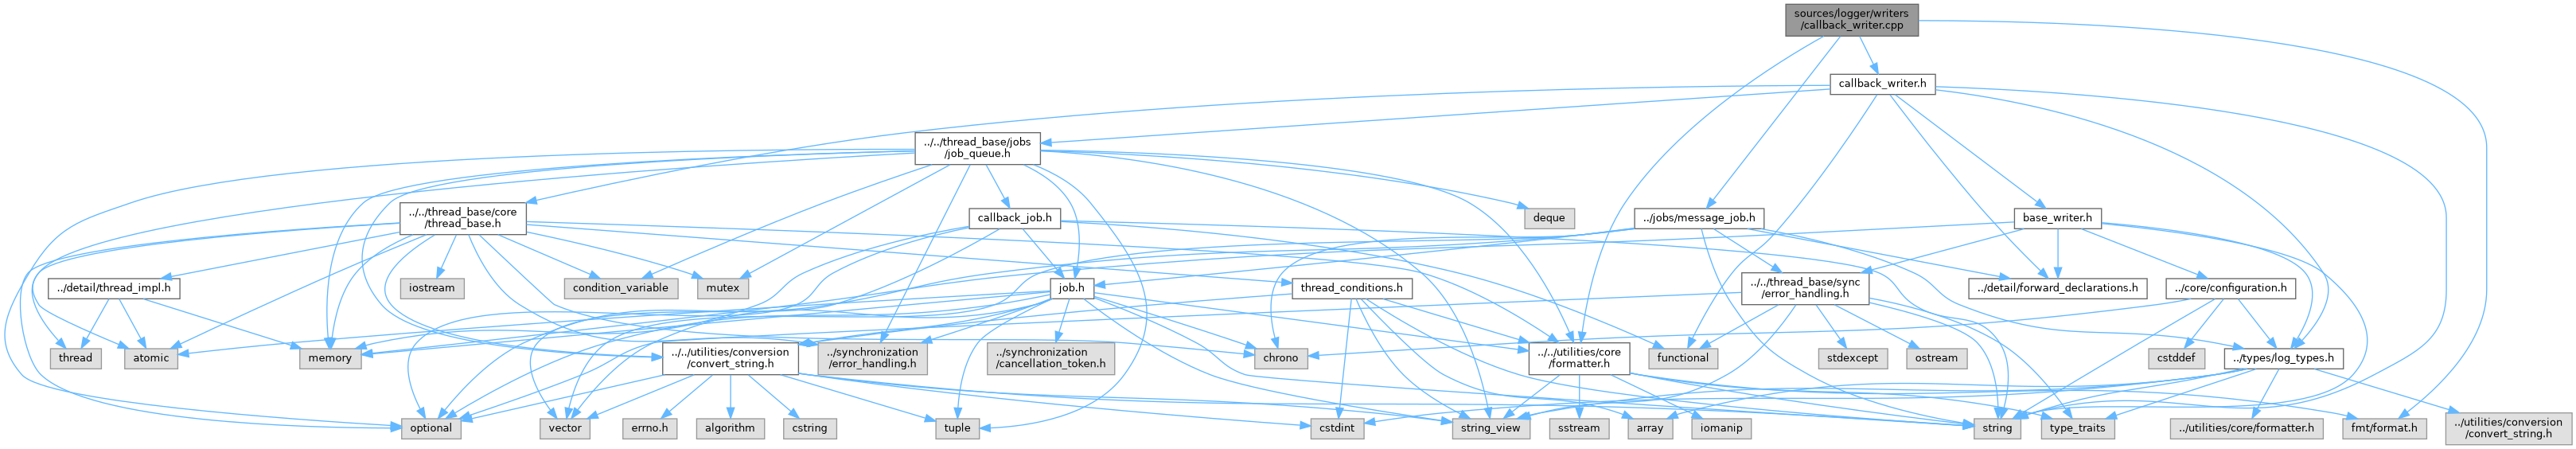 sources/logger/writers
/callback_writer.cpp
callback_writer.h
../../thread_base/jobs
/job_queue.h
../../thread_base/core
/thread_base.h
callback_job.h
deque
../jobs/message_job.h
base_writer.h
../detail/thread_impl.h
iostream
condition_variable
mutex
job.h
thread_conditions.h
../../thread_base/sync
/error_handling.h
../detail/forward_declarations.h
../core/configuration.h
thread
atomic
memory
../../utilities/conversion
/convert_string.h
../synchronization
/error_handling.h
../synchronization
/cancellation_token.h
chrono
../../utilities/core
/formatter.h
functional
stdexcept
ostream
cstddef
../types/log_types.h
optional
vector
errno.h
algorithm
cstring
tuple
cstdint
string_view
sstream
array
iomanip
string
type_traits
../utilities/core/formatter.h
fmt/format.h
../utilities/conversion
/convert_string.h